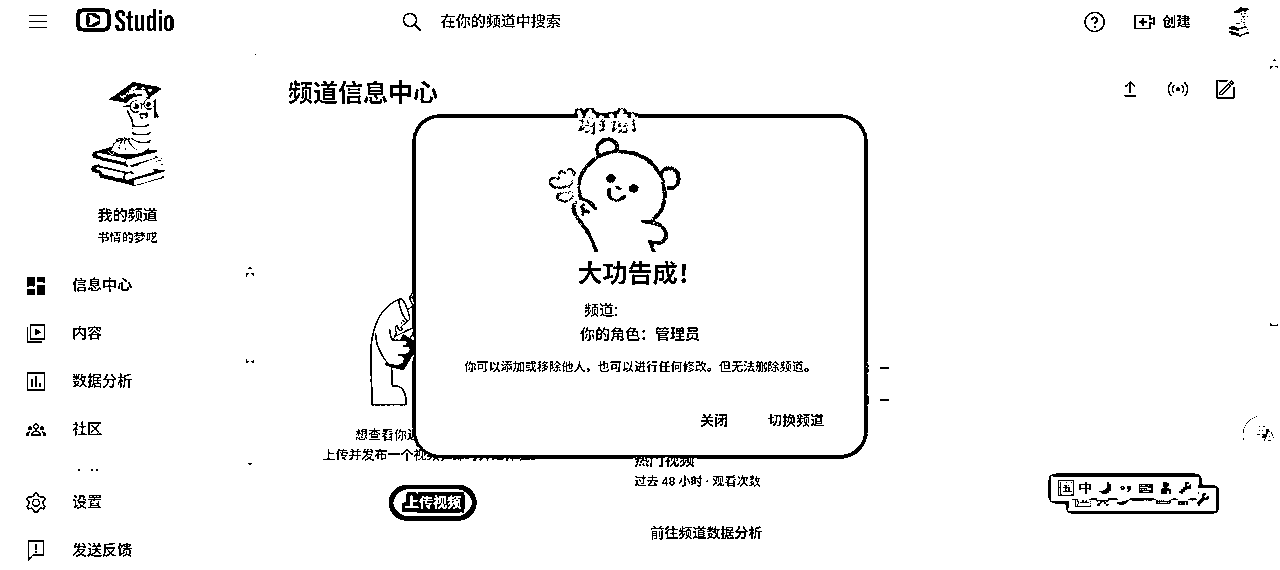 Studio
在你的频道中搜索
创建
频道信息中心
我的频道
书情的梦呓
信息中心
内容
数据分析
社区
设置
发送反馈
大功告成！
频道：
你的角色：管理员
你可以添加或移除他人，也可以进行任何修改。但无法删除频道。
关闭
切换频道
想查看你
上传并发布一个视频，
上传视频
热门视频
过去 48 小时 · 观看次数
前往频道数据分析
中